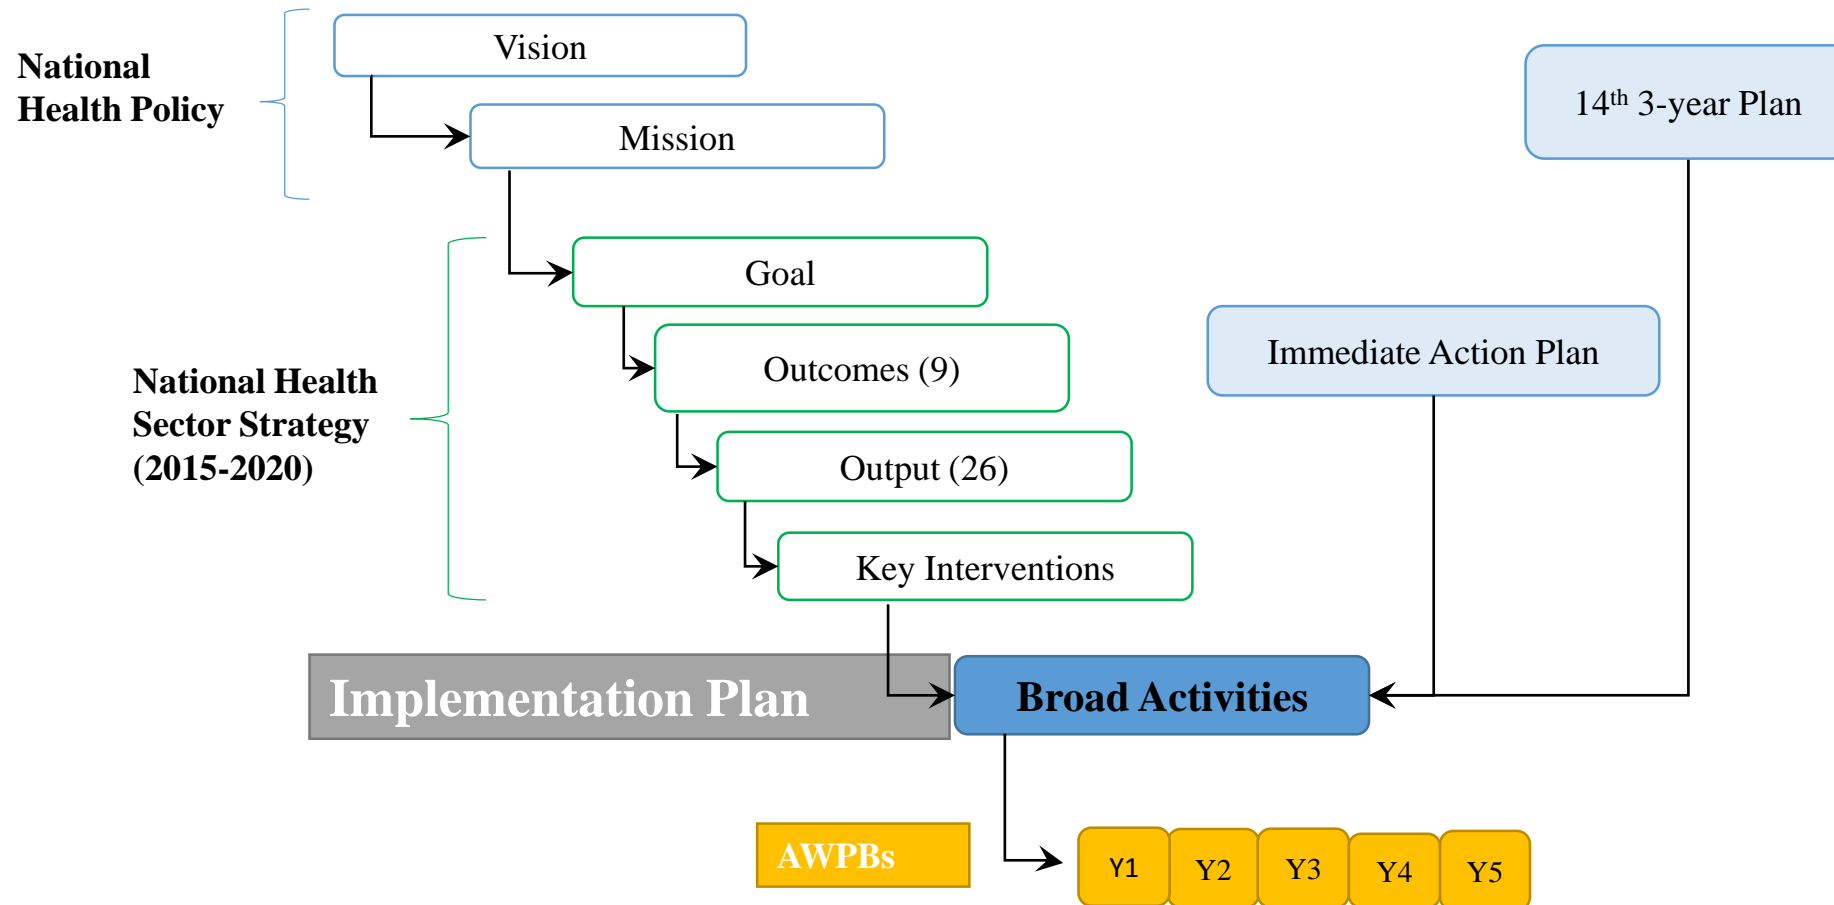 Vision
National
Health Policy
14th 3-year Plan
Mission
Goal
Immediate Action Plan
Outcomes (9)
National Health
Sector Strategy
(2015-2020)
Output (26)
Key Interventions
Implementation Plan
Broad Activities
AWPBs
Y1 Y2 Y3 Y4 Y5